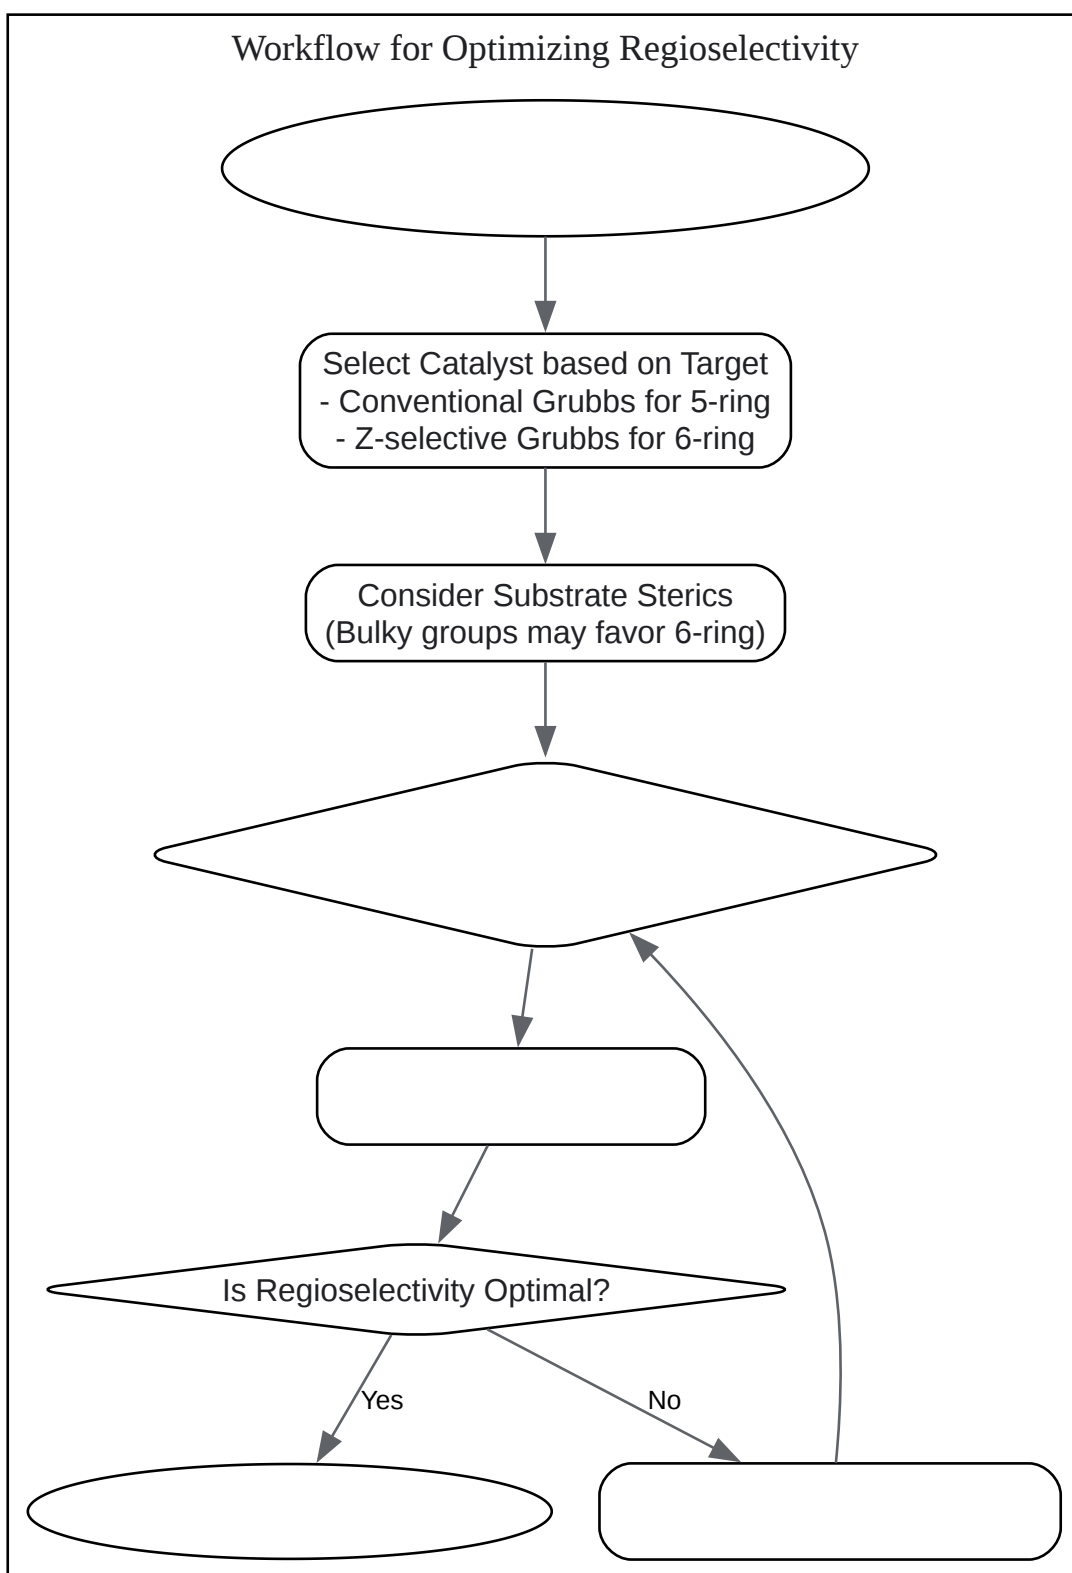 Workflow for Optimizing Regioselectivity
Select Catalyst based on Target
- Conventional Grubbs for 5-ring
- Z-selective Grubbs for 6-ring
Consider Substrate Sterics
(Bulky groups may favor 6-ring)
Is Regioselectivity Optimal?
Yes
No